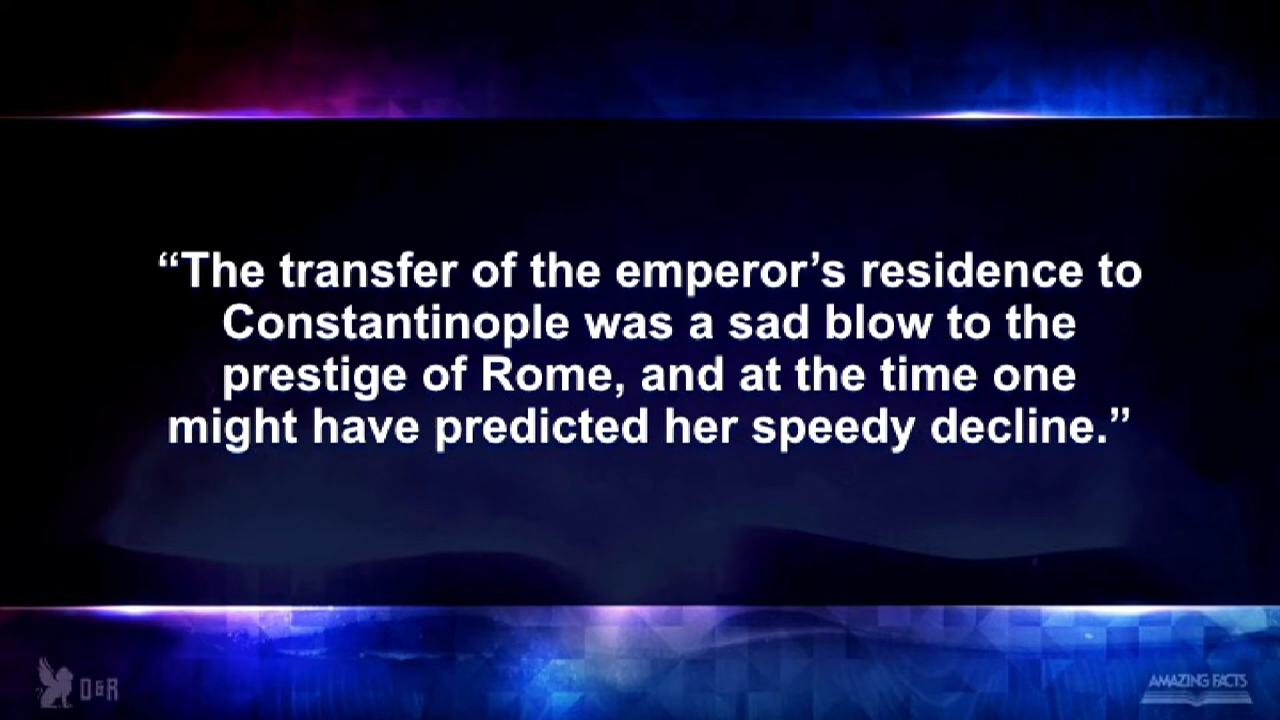 “The transfer of the emperor’s residence to
Constantinople was a sad blow to the
prestige of Rome, and at the time one
might have predicted her speedy decline.”
D&R
AMAZING FACTS